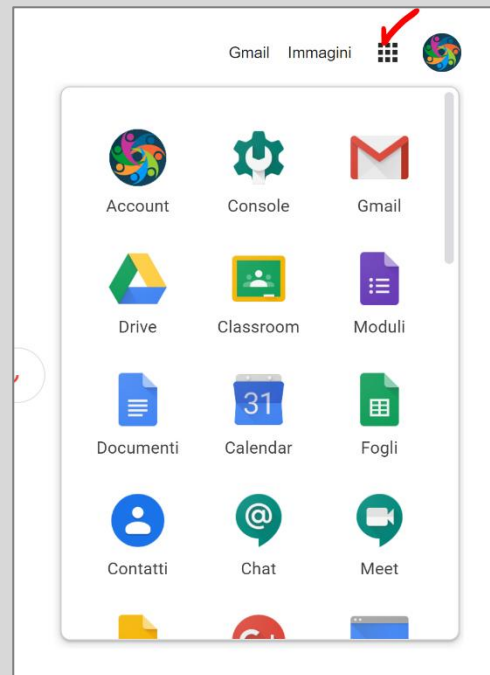 Gmail Immagini
Account Console Gmail
Drive Classroom Moduli
31
Documenti Calendar Fogli
@
Contatti Chat Meet
G+